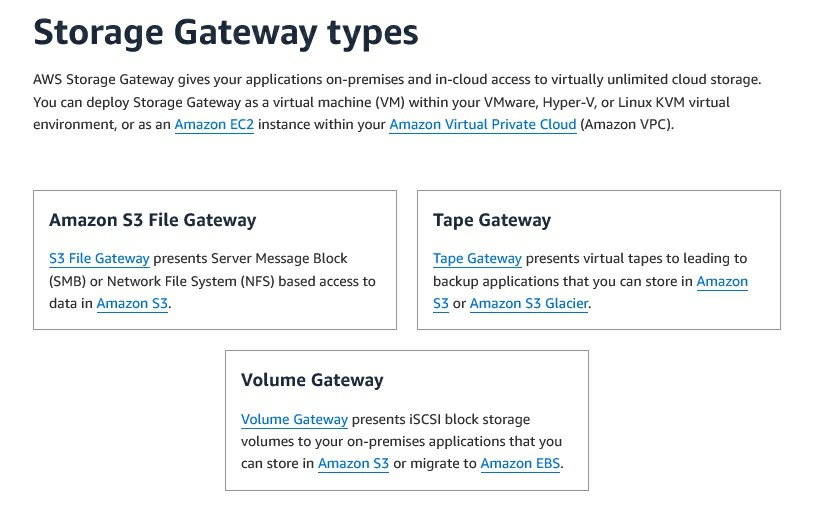 Storage Gateway types
AWS Storage Gateway gives your applications on-premises and in-cloud access to virtually unlimited cloud storage.
You can deploy Storage Gateway as a virtual machine (VM) within your VMware, Hyper-V, or Linux KVM virtual
environment, or as an Amazon EC2 instance within your Amazon Virtual Private Cloud (Amazon VPC).
Amazon S3 File Gateway
S3 File Gateway presents Server Message Block
(SMB) or Network File System (NFS) based access to
data in Amazon S3.
Tape Gateway
Tape Gateway presents virtual tapes to leading to
backup applications that you can store in Amazon
S3 or Amazon S3 Glacier.
Volume Gateway
Volume Gateway presents iSCSI block storage
volumes to your on-premises applications that you
can store in Amazon S3 or migrate to Amazon EBS.